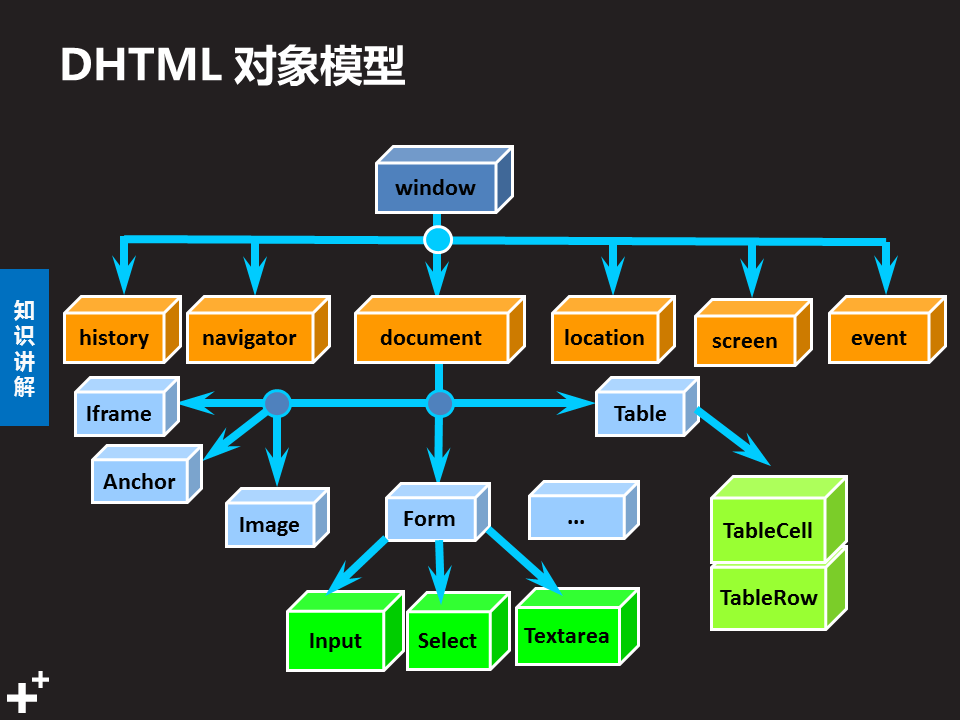 DHTML 对象模型
window
知识讲解
history
navigator
document
location
screen
event
Iframe
Table
Anchor
Image
Form
...
TableCell
TableRow
Input
Select
Textarea